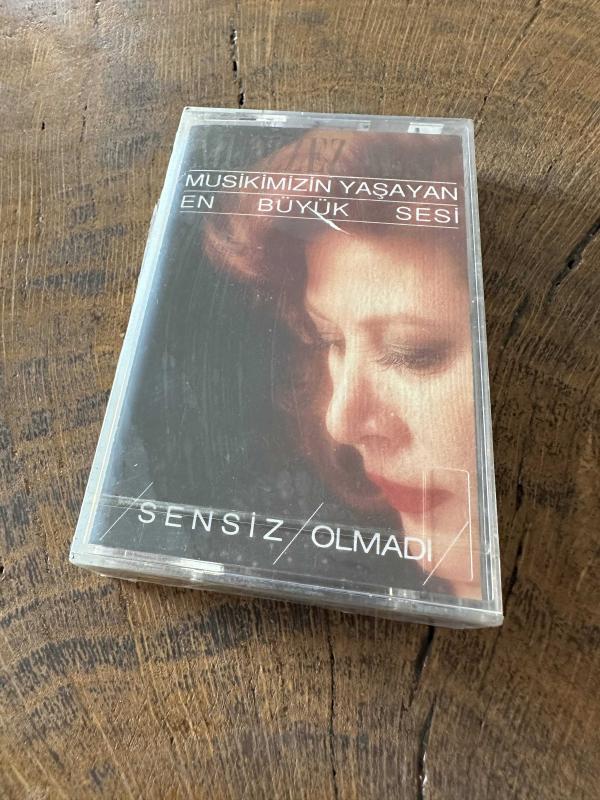 MUSİKİMİZİN YAŞAYAN
EN BÜYÜK SESİ
/SENSİZ/OLMADI/